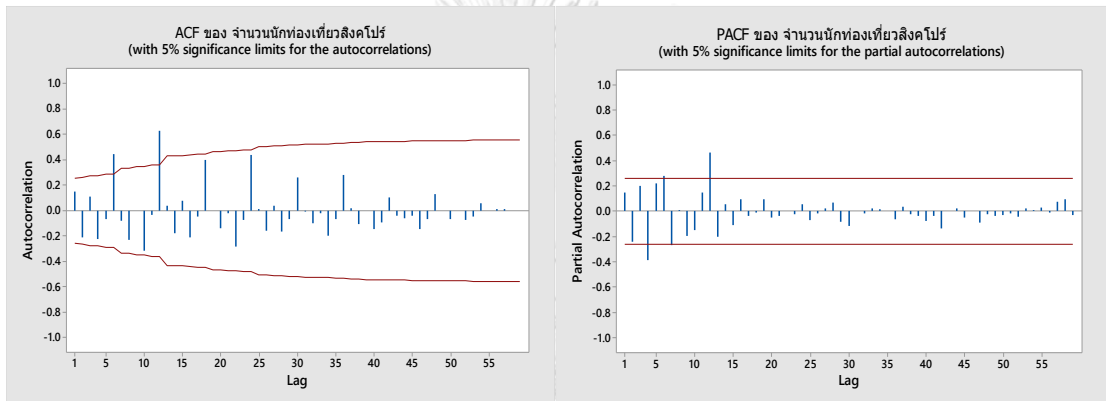 ACF ของ จำนวนนักท่องเที่ยวสิงคโปร์
(with 5% significance limits for the autocorrelations)
1.0
0.8
0.6
0.4
0.2
0.0
-0.2
-0.4
-0.6
-0.8
-1.0
Autocorrelation
1 5 10 15 20 25 30 35 40 45 50 55
Lag
PACF ของ จำนวนนักท่องเที่ยวสิงคโปร์
(with 5% significance limits for the partial autocorrelations)
1.0
0.8
0.6
0.4
0.2
0.0
-0.2
-0.4
-0.6
-0.8
-1.0
Partial Autocorrelation
1 5 10 15 20 25 30 35 40 45 50 55
Lag